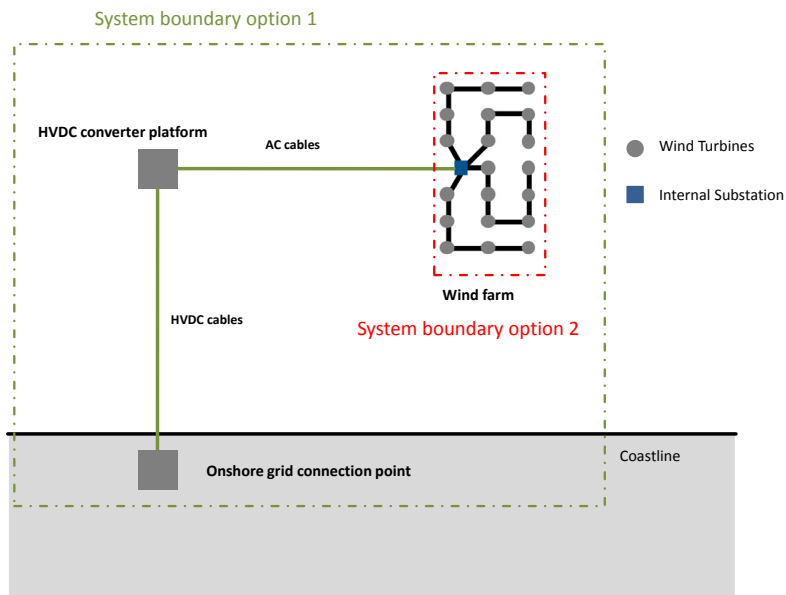 System boundary option 1
HVDC converter platform
AC cables
Wind Turbines
Internal Substation
Wind farm
HVDC cables
System boundary option 2
Coastline
Onshore grid connection point